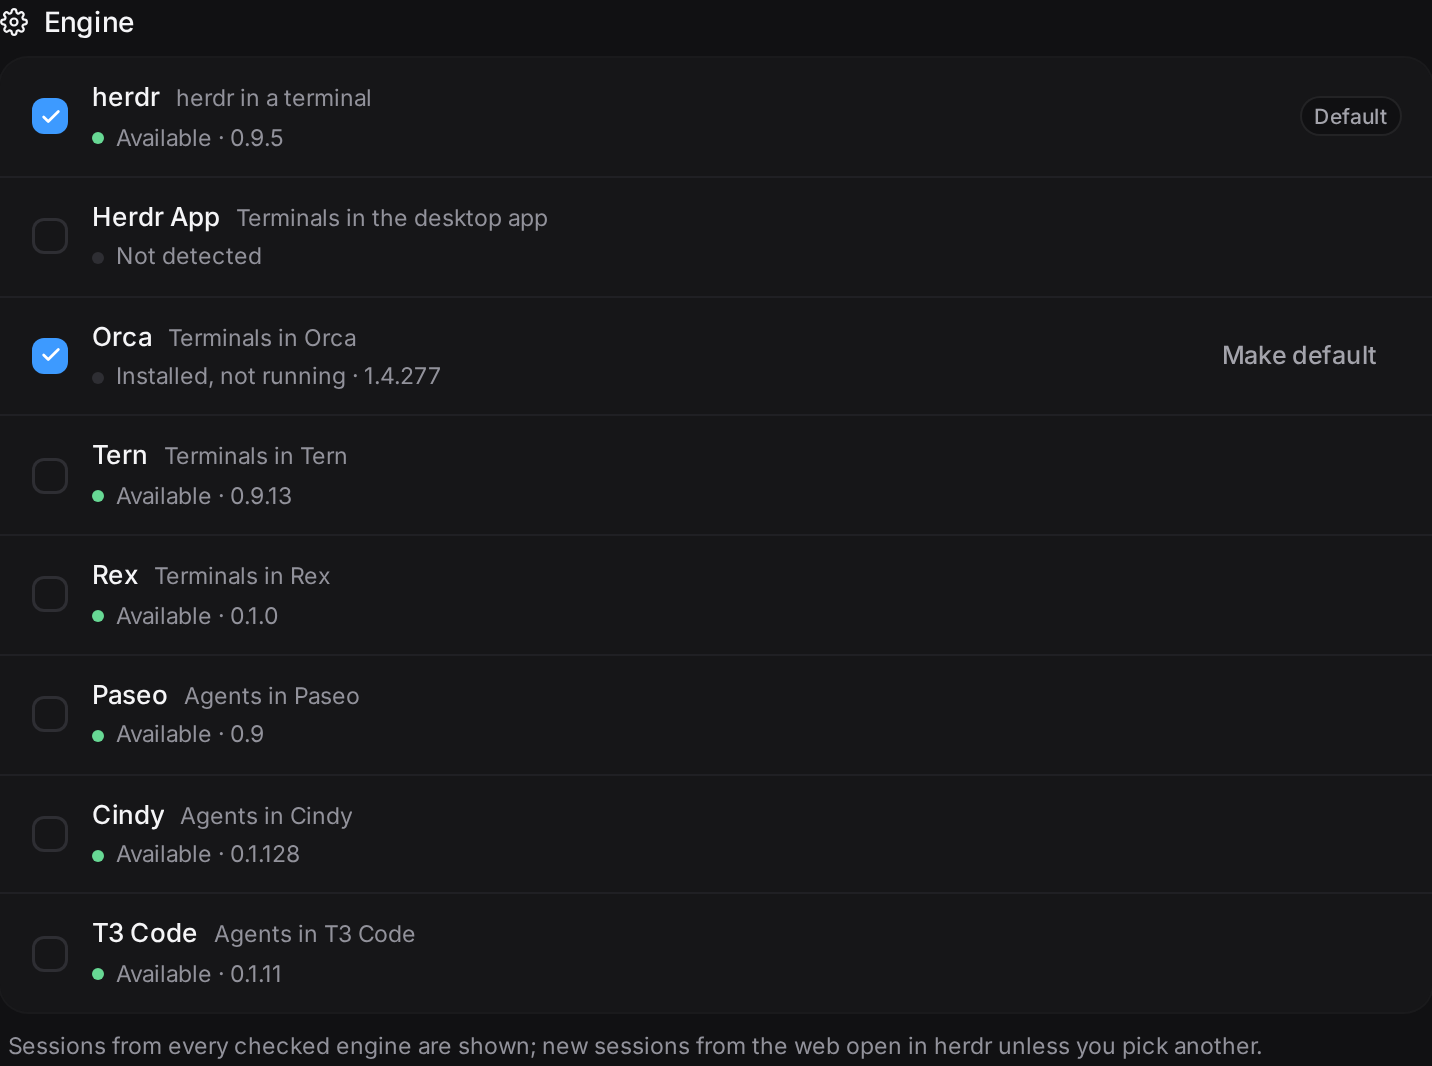 Engine
herdr herdr in a terminal
Available · 0.9.5
Default
Herdr App Terminals in the desktop app
Not detected
Orca Terminals in Orca
Installed, not running · 1.4.277
Make default
Tern Terminals in Tern
Available · 0.9.13
Rex Terminals in Rex
Available · 0.1.0
Paseo Agents in Paseo
Available · 0.9
Cindy Agents in Cindy
Available · 0.1.128
T3 Code Agents in T3 Code
Available · 0.1.11
Sessions from every checked engine are shown; new sessions from the web open in herdr unless you pick another.